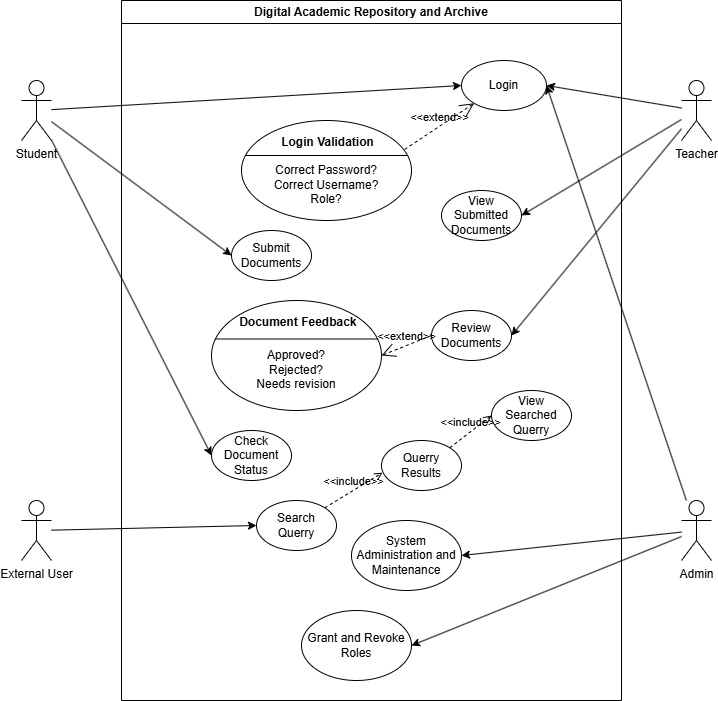 Digital Academic Repository and Archive
Login
<<extend>>
Student
Teacher
Login Validation
Correct Password?
Correct Username?
Role?
View
Submitted
Documents
Submit
Documents
Document Feedback
Approved?
Rejected?
Needs revision
<<extend>>
Review
Documents
View
Searched
Querry
<<include>>
Check
Document
Status
Querry
Results
<<include>>
Search
Querry
External User
System
Administration and
Maintenance
Admin
Grant and Revoke
Roles